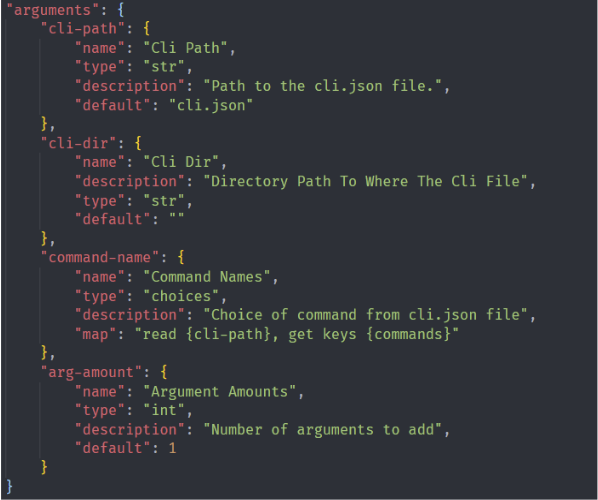 "arguments": {
    "cli-path": {
        "name": "Cli Path",
        "type": "str",
        "description": "Path to the cli.json file.",
        "default": "cli.json"
    },
    "cli-dir": {
        "name": "Cli Dir",
        "description": "Directory Path To Where The Cli File",
        "type": "str",
        "default": ""
    },
    "command-name": {
        "name": "Command Names",
        "type": "choices",
        "description": "Choice of command from cli.json file",
        "map": "read {cli-path}, get keys {commands}"
    },
    "arg-amount": {
        "name": "Argument Amounts",
        "type": "int",
        "description": "Number of arguments to add",
        "default": 1
    }
}